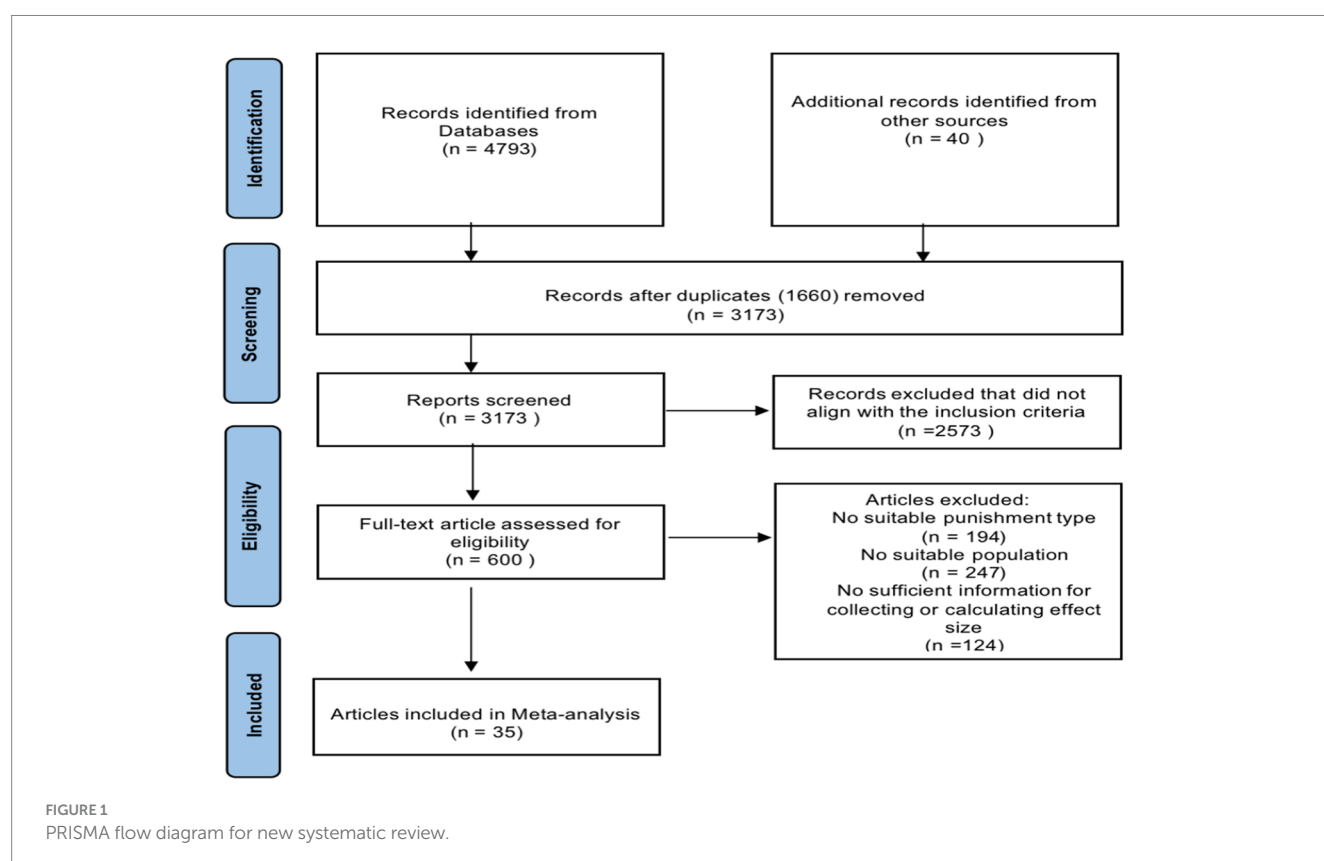 Identification
Records identified from
Databases
(n = 4793)
Additional records identified from
other sources
(n = 40 )
Screening
Records after duplicates (1660) removed
(n = 3173)
Reports screened
(n = 3173 )
Records excluded that did not
align with the inclusion criteria
(n =2573 )
Eligibility
Full-text article assessed for
eligibility
(n = 600 )
Articles excluded:
No suitable punishment type
(n = 194)
No suitable population
(n = 247)
No sufficient information for
collecting or calculating effect
size
(n =124)
Included
Articles included in Meta-analysis
(n = 35)
FIGURE 1
PRISMA flow diagram for new systematic review.